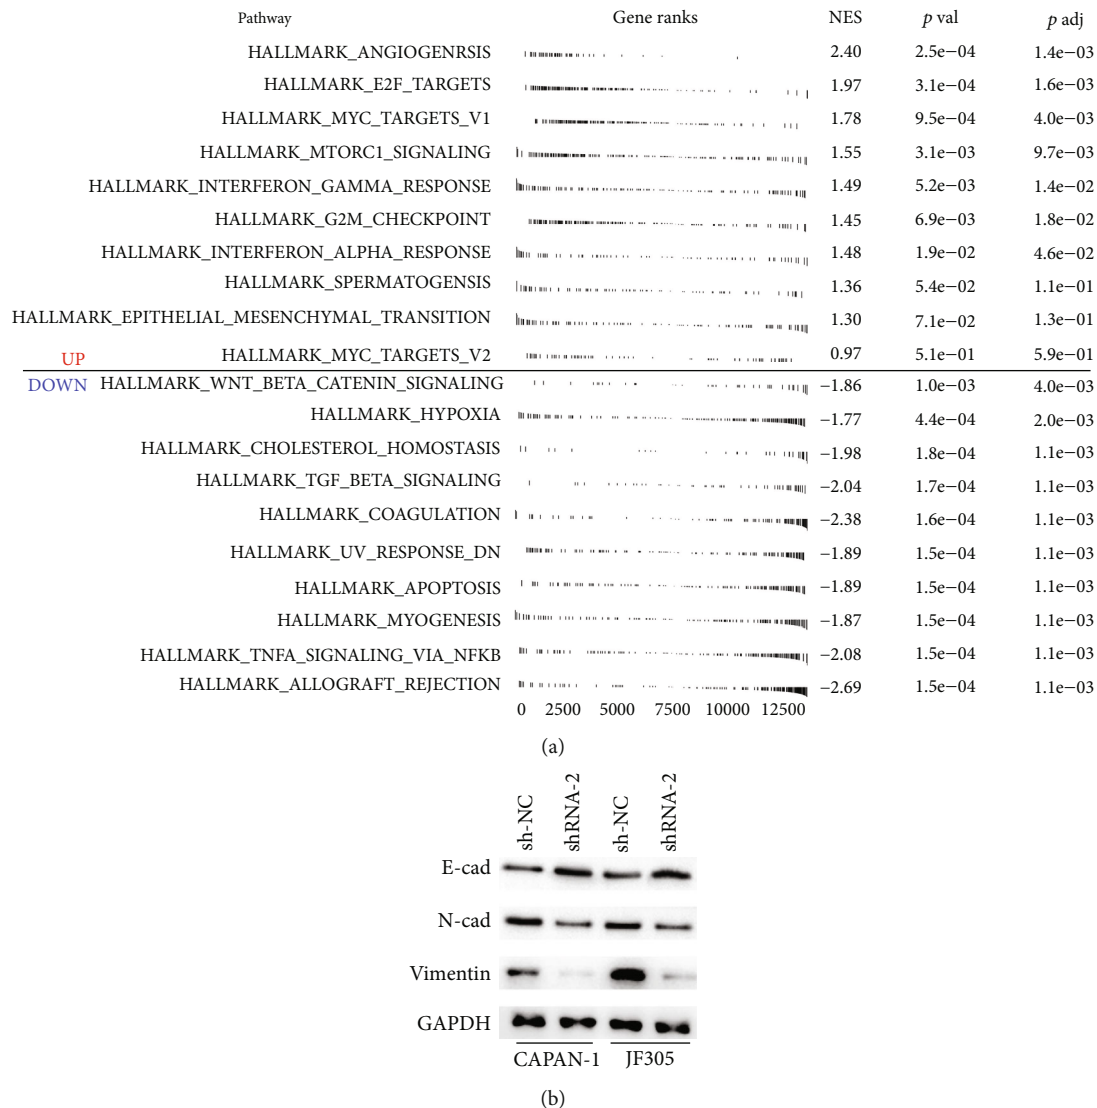 Pathway Gene ranks NES p val p adj
HALLMARK_ANGIOGENRSIS 2.40 2.5e−04 1.4e−03
HALLMARK_E2F_TARGETS 1.97 3.1e−04 1.6e−03
HALLMARK_MYC_TARGETS_V1 1.78 9.5e−04 4.0e−03
HALLMARK_MTORC1_SIGNALING 1.55 3.1e−03 9.7e−03
HALLMARK_INTERFERON_GAMMA_RESPONSE 1.49 5.2e−03 1.4e−02
HALLMARK_G2M_CHECKPOINT 1.45 6.9e−03 1.8e−02
HALLMARK_INTERFERON_ALPHA_RESPONSE 1.48 1.9e−02 4.6e−02
HALLMARK_SPERMATOGENSIS 1.36 5.4e−02 1.1e−01
HALLMARK_EPITHELIAL_MESENCHYMAL_TRANSITION 1.30 7.1e−02 1.3e−01
UP HALLMARK_MYC_TARGETS_V2 0.97 5.1e−01 5.9e−01
DOWN HALLMARK_WNT_BETA_CATENIN_SIGNALING −1.86 1.0e−03 4.0e−03
HALLMARK_HYPOXIA −1.77 4.4e−04 2.0e−03
HALLMARK_CHOLESTEROL_HOMOSTASIS −1.98 1.8e−04 1.1e−03
HALLMARK_TGF_BETA_SIGNALING −2.04 1.7e−04 1.1e−03
HALLMARK_COAGULATION −2.38 1.6e−04 1.1e−03
HALLMARK_UV_RESPONSE_DN −1.89 1.5e−04 1.1e−03
HALLMARK_APOPTOSIS −1.89 1.5e−04 1.1e−03
HALLMARK_MYOGENESIS −1.87 1.5e−04 1.1e−03
HALLMARK_TNFA_SIGNALING_VIA_NFKB −2.08 1.5e−04 1.1e−03
HALLMARK_ALLOGRAFT_REJECTION −2.69 1.5e−04 1.1e−03
0 2500 5000 7500 10000 12500
(a)
sh-NC shRNA-2 sh-NC shRNA-2
E-cad
N-cad
Vimentin
GAPDH
CAPAN-1 JF305
(b)